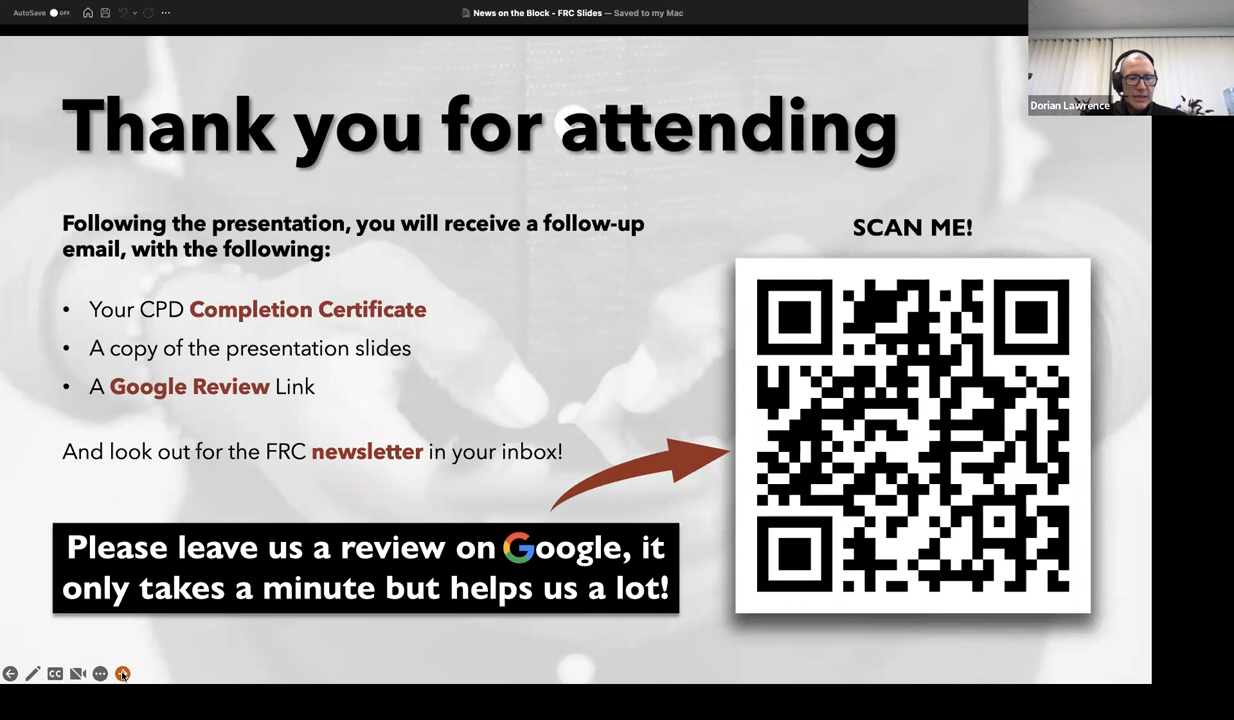 AutoSave OFF
News on the Block - FRC Slides — Saved to my Mac
Dorian Lawrence
Thank you for attending
Following the presentation, you will receive a follow-up
email, with the following:
• Your CPD Completion Certificate
• A copy of the presentation slides
• A Google Review Link
And look out for the FRC newsletter in your inbox!
Please leave us a review on Google, it
only takes a minute but helps us a lot!
SCAN ME!
CC